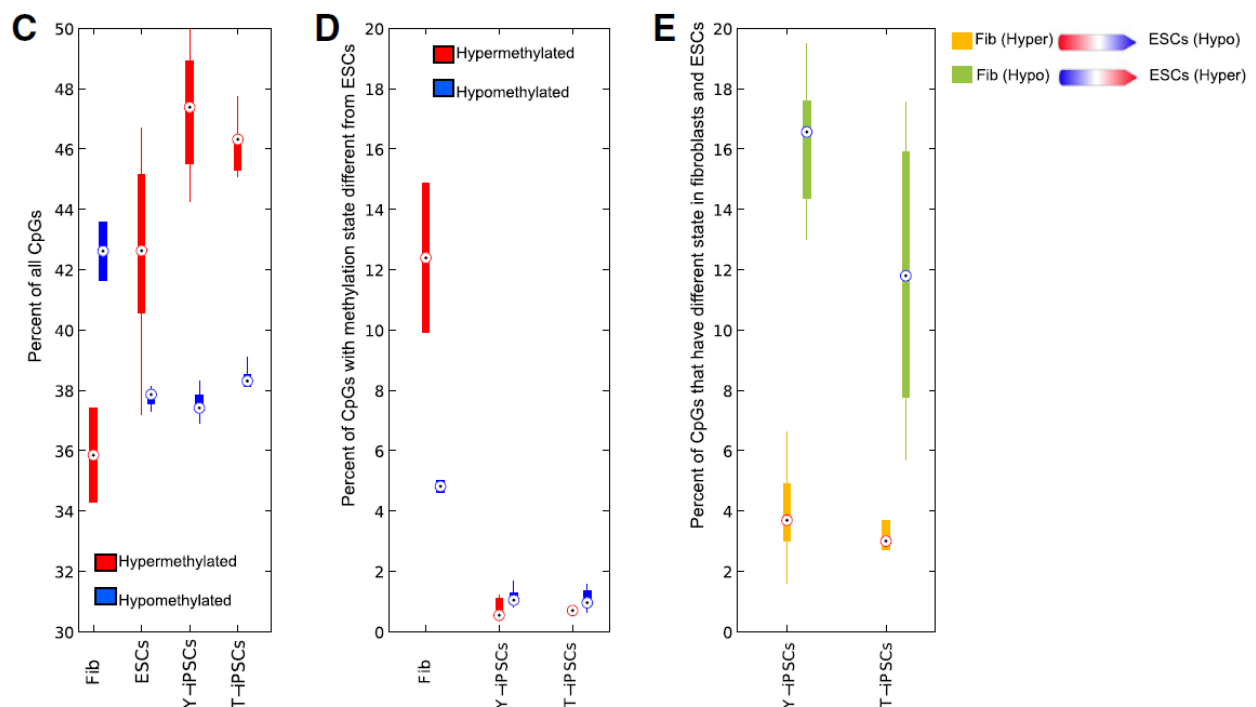 C
Percent of all CpGs
50
48
46
44
42
40
38
36
34
32
30
Hypermethylated
Hypomethylated
Fib
ESCs
Y-iPSCs
T-iPSCs
D
Percent of CpGs with methylation state different from ESCs
20
18
16
14
12
10
8
6
4
2
0
Hypermethylated
Hypomethylated
Fib
Y-iPSCs
T-iPSCs
E
Percent of CpGs that have different state in fibroblasts and ESCs
20
18
16
14
12
10
8
6
4
2
0
Y-iPSCs
T-iPSCs
Fib (Hyper) ESCs (Hypo)
Fib (Hypo) ESCs (Hyper)